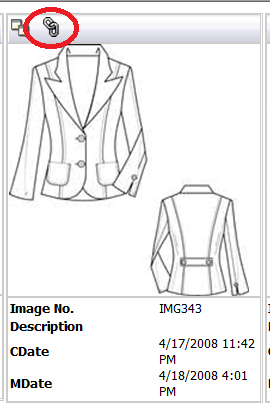 Image No. IMG343
Description
CDate 4/17/2008 11:42 PM
MDate 4/18/2008 4:01 PM